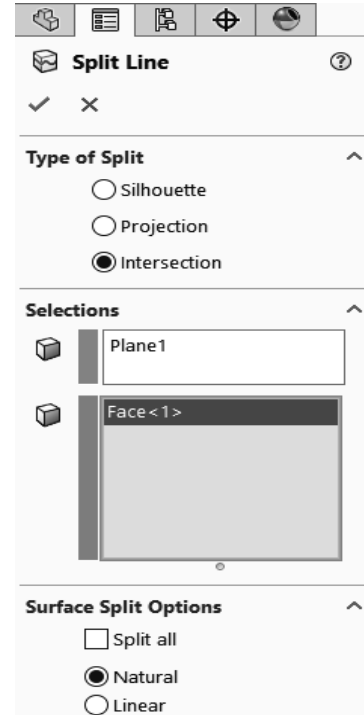 Split Line
Type of Split
Silhouette
Projection
Intersection
Selections
Plane1
Face<1>
Surface Split Options
Split all
Natural
Linear